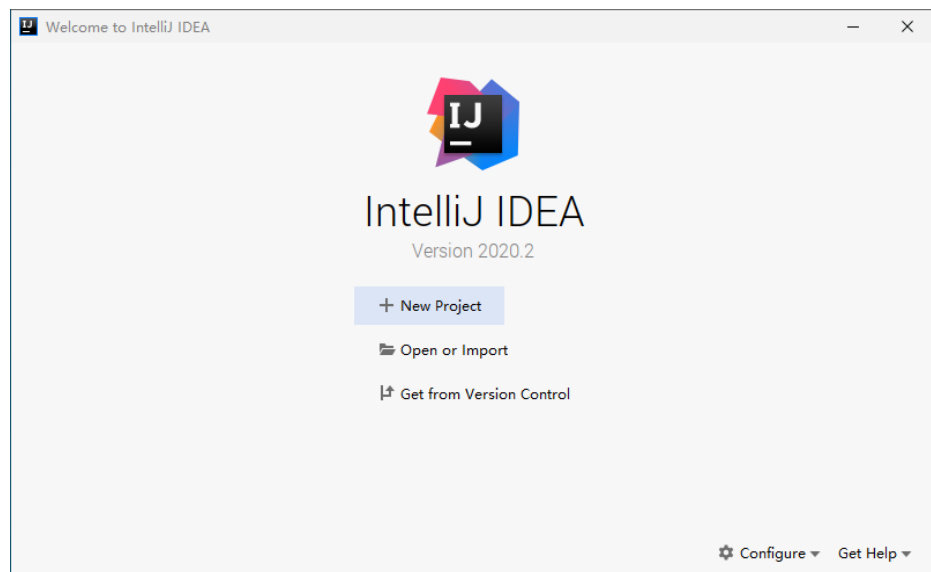 Welcome to IntelliJ IDEA
IJ
IntelliJ IDEA
Version 2020.2
New Project
Open or Import
Get from Version Control
Configure Get Help